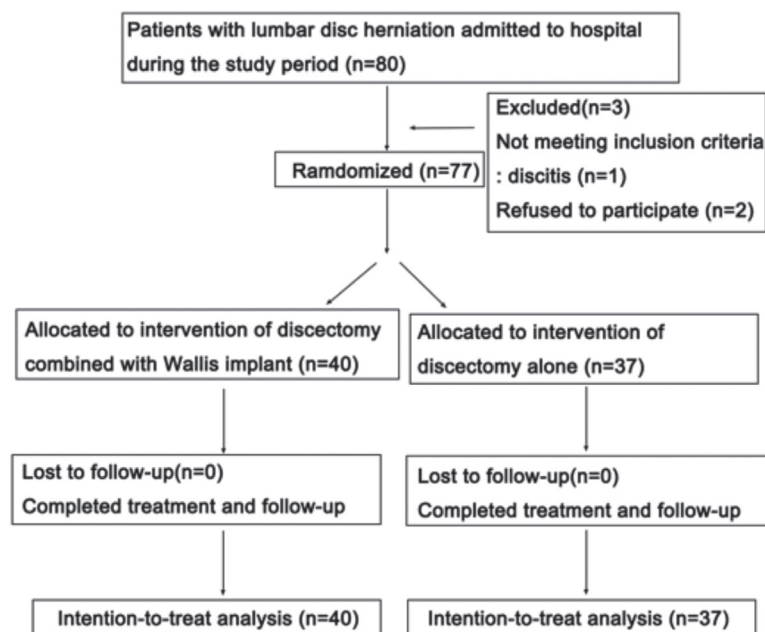 Patients with lumbar disc herniation admitted to hospital
during the study period (n=80)
Excluded(n=3)
Not meeting inclusion criteria
: discitis (n=1)
Refused to participate (n=2)
Ramdomized (n=77)
Allocated to intervention of discectomy
combined with Wallis implant (n=40)
Allocated to intervention of
discectomy alone (n=37)
Lost to follow-up(n=0)
Completed treatment and follow-up
Lost to follow-up(n=0)
Completed treatment and follow-up
Intention-to-treat analysis (n=40)
Intention-to-treat analysis (n=37)